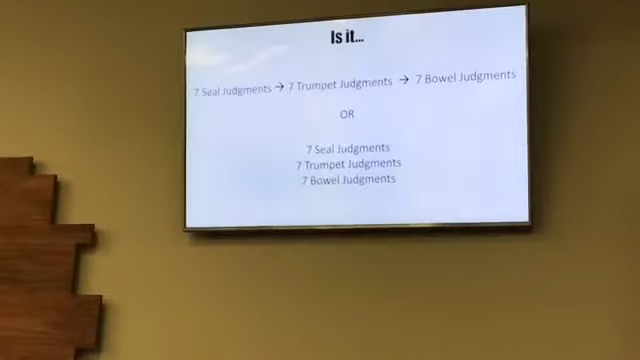 Is it...
7 Seal Judgments → 7 Trumpet Judgments → 7 Bowel Judgments
OR
7 Seal Judgments
7 Trumpet Judgments
7 Bowel Judgments